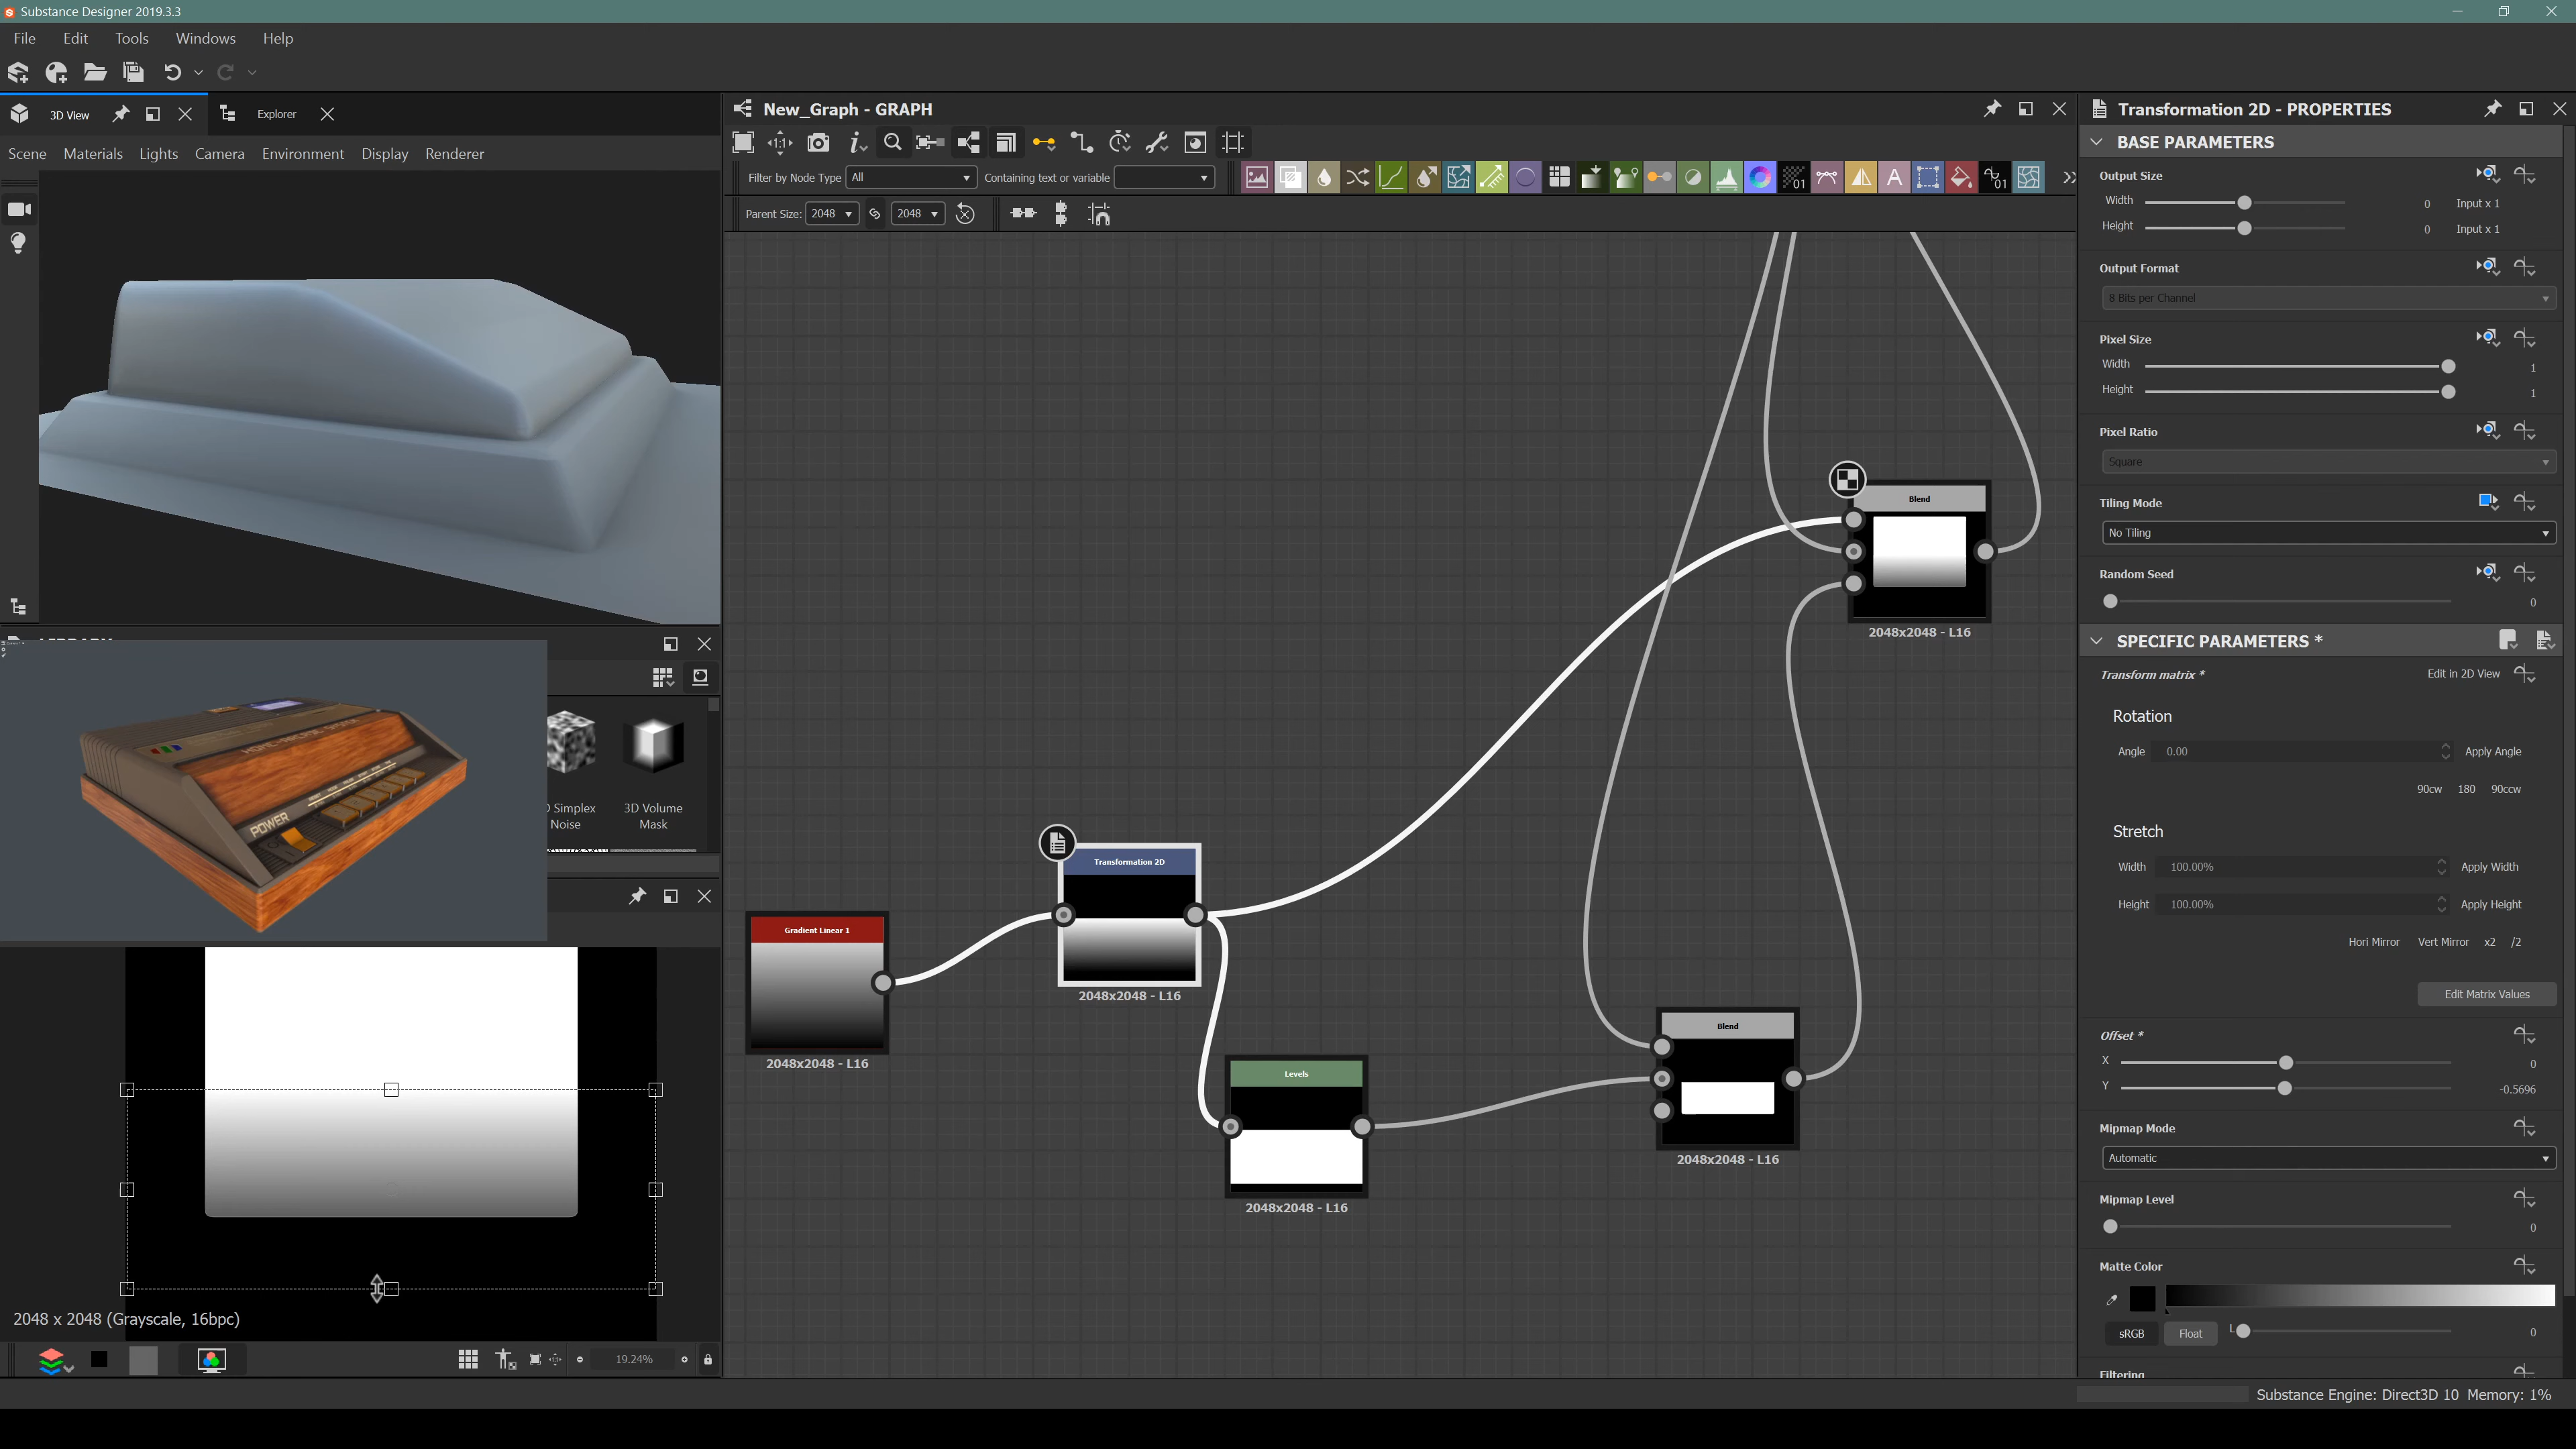 Substance Designer 2019.3.3
File Edit Tools Windows Help
3D View
Explorer
Scene Materials Lights Camera Environment Display Renderer
New_Graph - GRAPH
Filter by Node Type All Containing text or variable
Parent Size: 2048 2048
Blend
2048x2048 - L16
Transformation 2D
2048x2048 - L16
Gradient Linear 1
2048x2048 - L16
Levels
2048x2048 - L16
Blend
2048x2048 - L16
Simplex
Noise
3D Volume
Mask
POWER
2048 x 2048 (Grayscale, 16bpc)
19.24%
Transformation 2D - PROPERTIES
BASE PARAMETERS
Output Size
Width 0 Input x 1
Height 0 Input x 1
Output Format
8 Bits per Channel
Pixel Size
Width 1
Height 1
Pixel Ratio
Square
Tiling Mode
No Tiling
Random Seed
0
SPECIFIC PARAMETERS *
Transform matrix * Edit in 2D View
Rotation
Angle 0.00 Apply Angle
90cw 180 90ccw
Stretch
Width 100.00% Apply Width
Height 100.00% Apply Height
Hori Mirror Vert Mirror x2 /2
Edit Matrix Values
Offset *
X 0
Y -0.5696
Mipmap Mode
Automatic
Mipmap Level
0
Matte Color
sRGB Float L 0
Filtering
Substance Engine: Direct3D 10 Memory: 1%